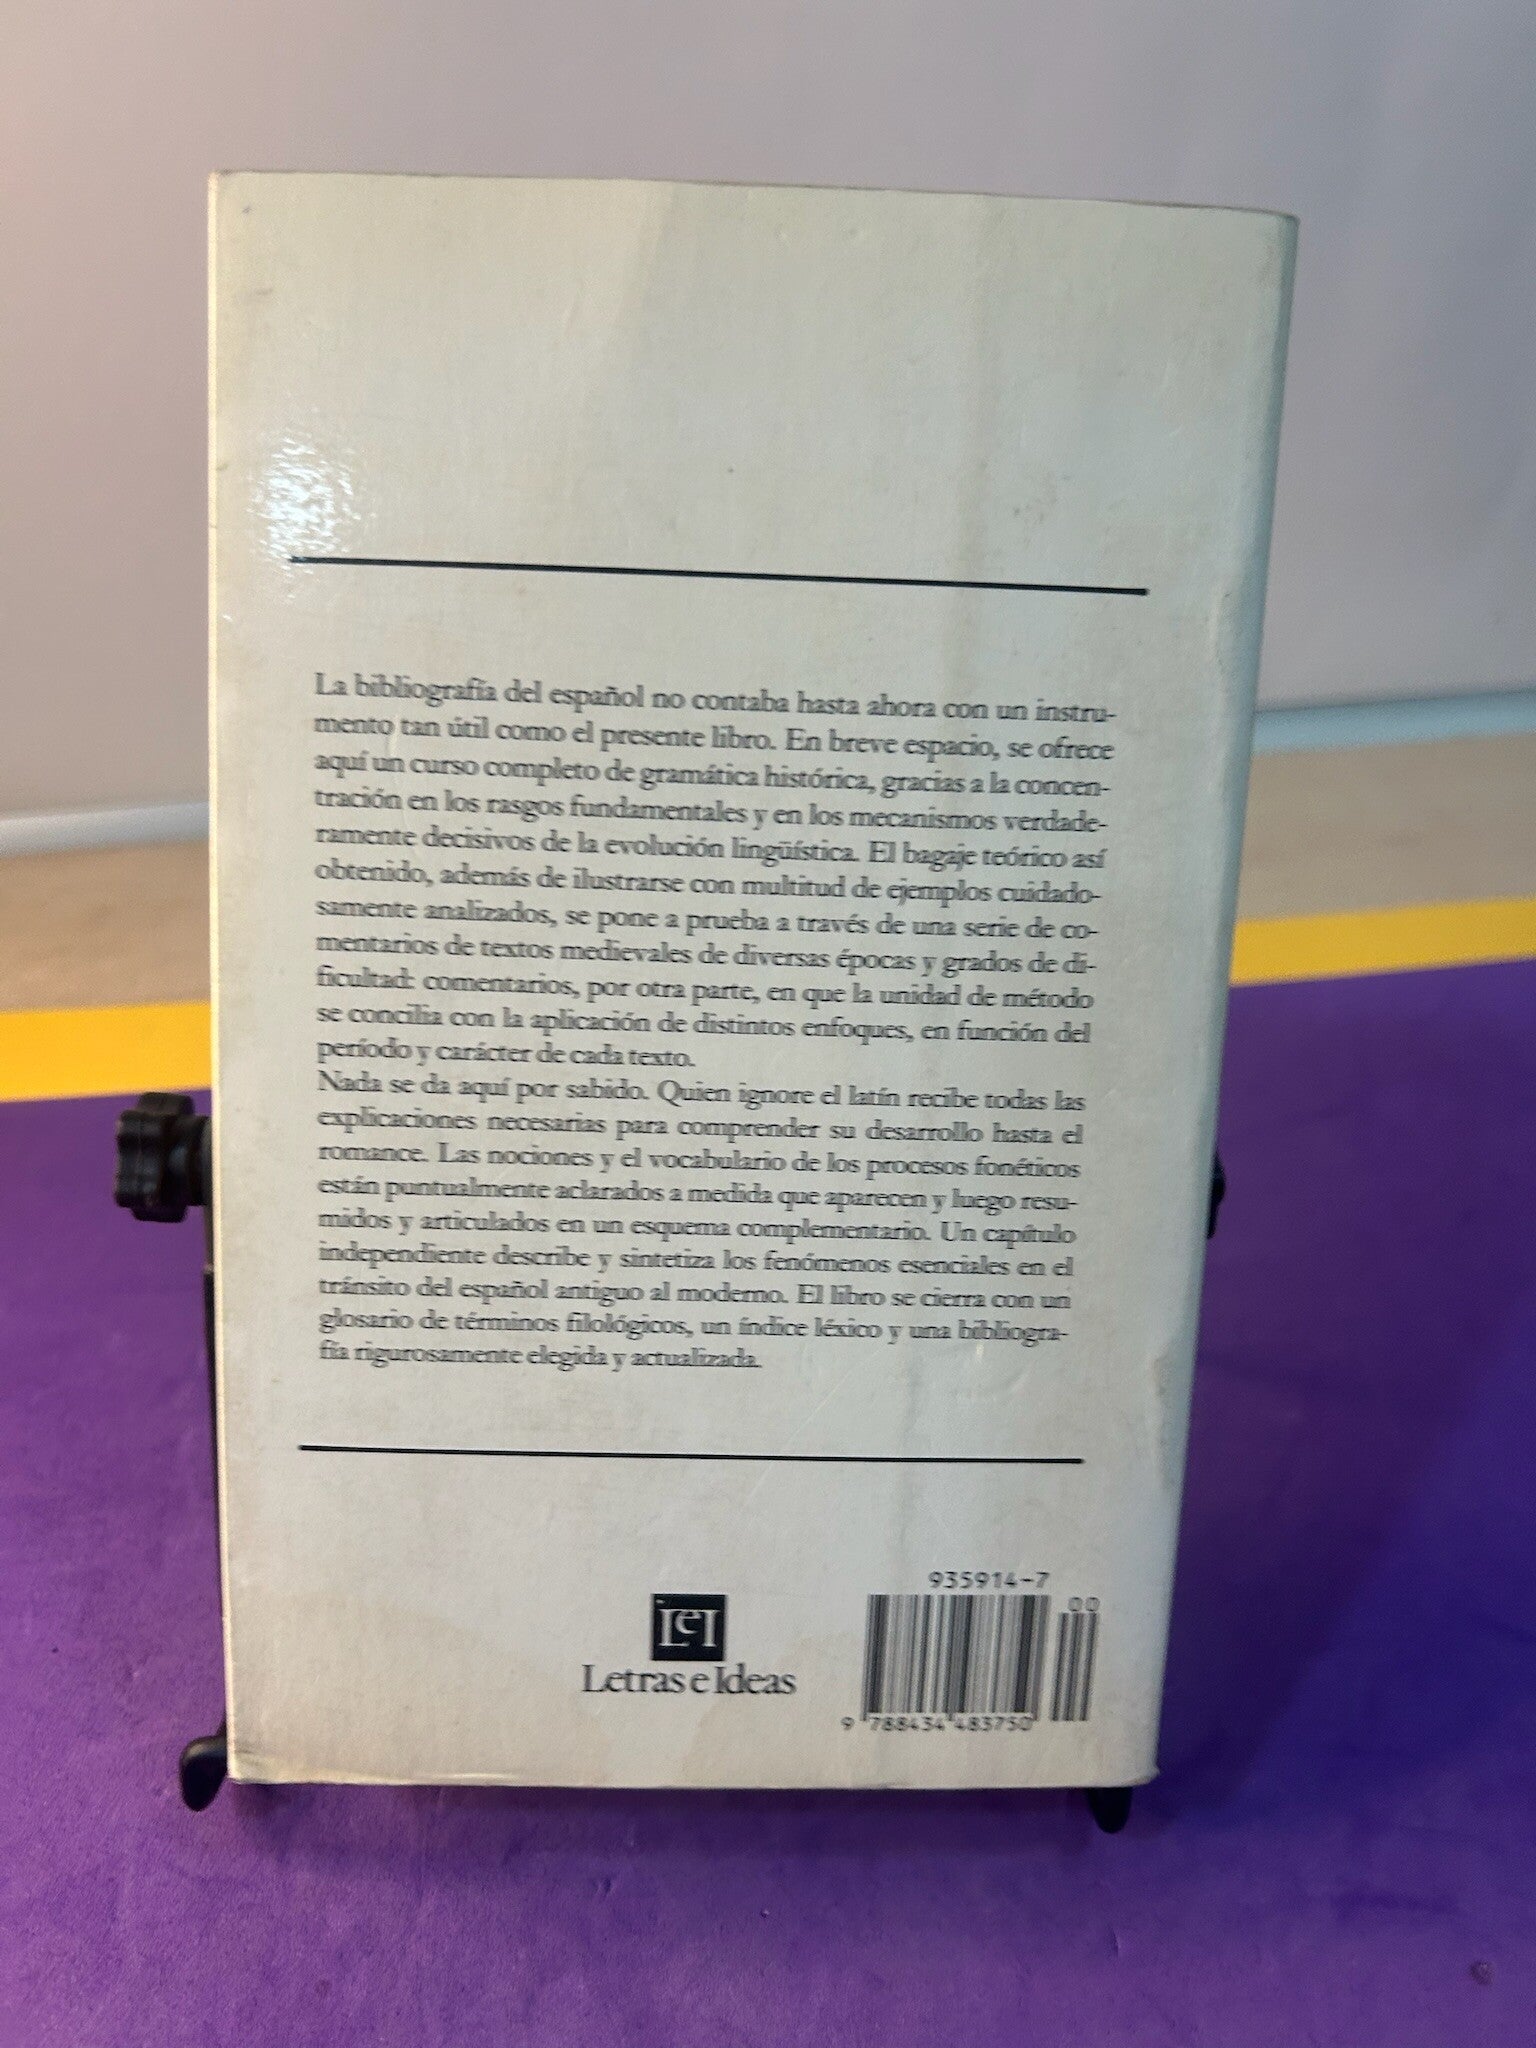 La bibliografía del español no contaba hasta ahora con un instru-
mento tan útil como el presente libro. En breve espacio, se ofrece
aquí un curso completo de gramática histórica, gracias a la concen-
tración en los rasgos fundamentales y en los mecanismos verdade-
ramente decisivos de la evolución lingüística. El bagaje teórico así
obtenido, además de ilustrarse con multitud de ejemplos cuidado-
samente analizados, se pone a prueba a través de una serie de co-
mentarios de textos medievales de diversas épocas y grados de di-
ficultad: comentarios, por otra parte, en que la unidad de método
se concilia con la aplicación de distintos enfoques, en función del
período y carácter de cada texto.
Nada se da aquí por sabido. Quien ignore el latín recibe todas las
explicaciones necesarias para comprender su desarrollo hasta el
romance. Las nociones y el vocabulario de los procesos fonéticos
están puntualmente aclarados a medida que aparecen y luego resu-
midos y articulados en un esquema complementario. Un capítulo
independiente describe y sintetiza los fenómenos esenciales en el
tránsito del español antiguo al moderno. El libro se cierra con un
glosario de términos filológicos, un índice léxico y una bibliogra-
fía rigurosamente elegida y actualizada.
LeI
Letras e Ideas
935914-7
00
9 788434 483750